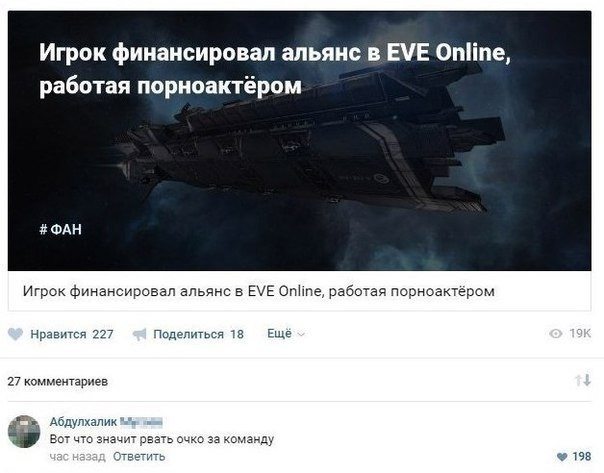 Игрок финансировал альянс в EVE Online,
работая порноактёром
# ФАН
Игрок финансировал альянс в EVE Online, работая порноактёром
Нравится 227 Поделиться 18 Ещё 19K
27 комментариев
Абдулхалик
Вот что значит рвать очко за команду
час назад Ответить 198